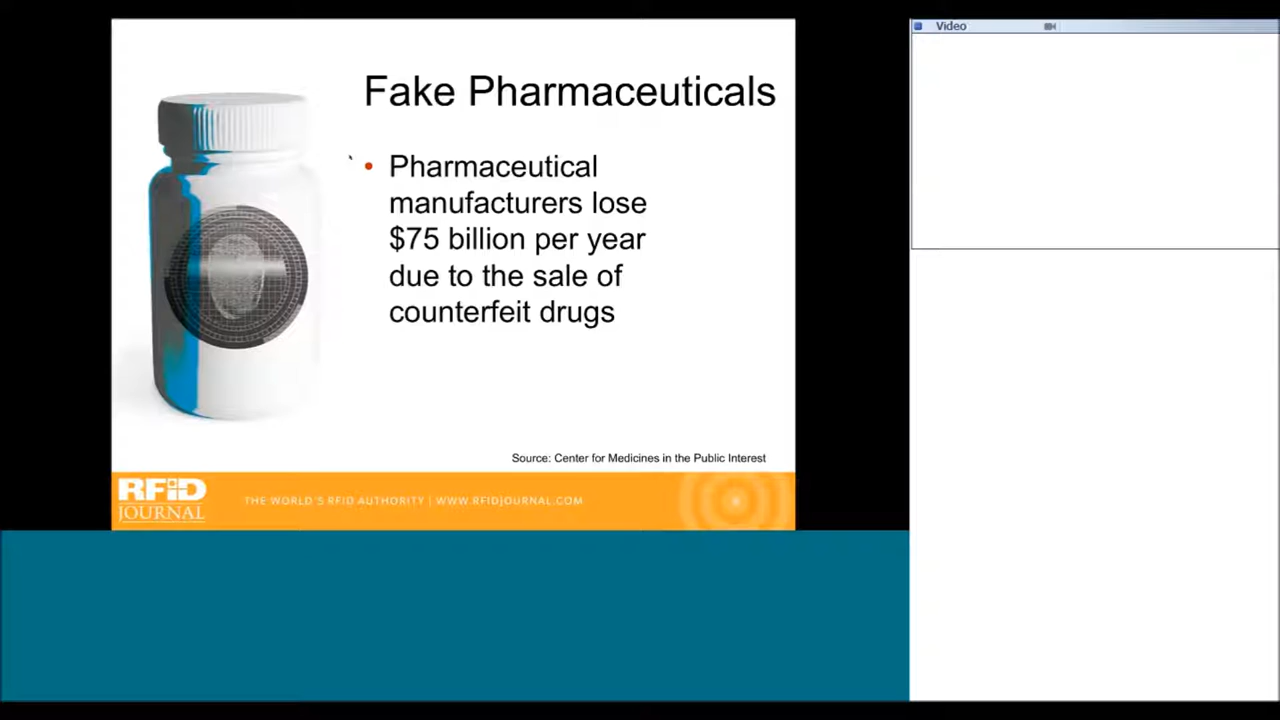 Video
Fake Pharmaceuticals
• Pharmaceutical
manufacturers lose
$75 billion per year
due to the sale of
counterfeit drugs
Source: Center for Medicines in the Public Interest
RFiD
JOURNAL
THE WORLD'S RFID AUTHORITY | WWW.RFIDJOURNAL.COM